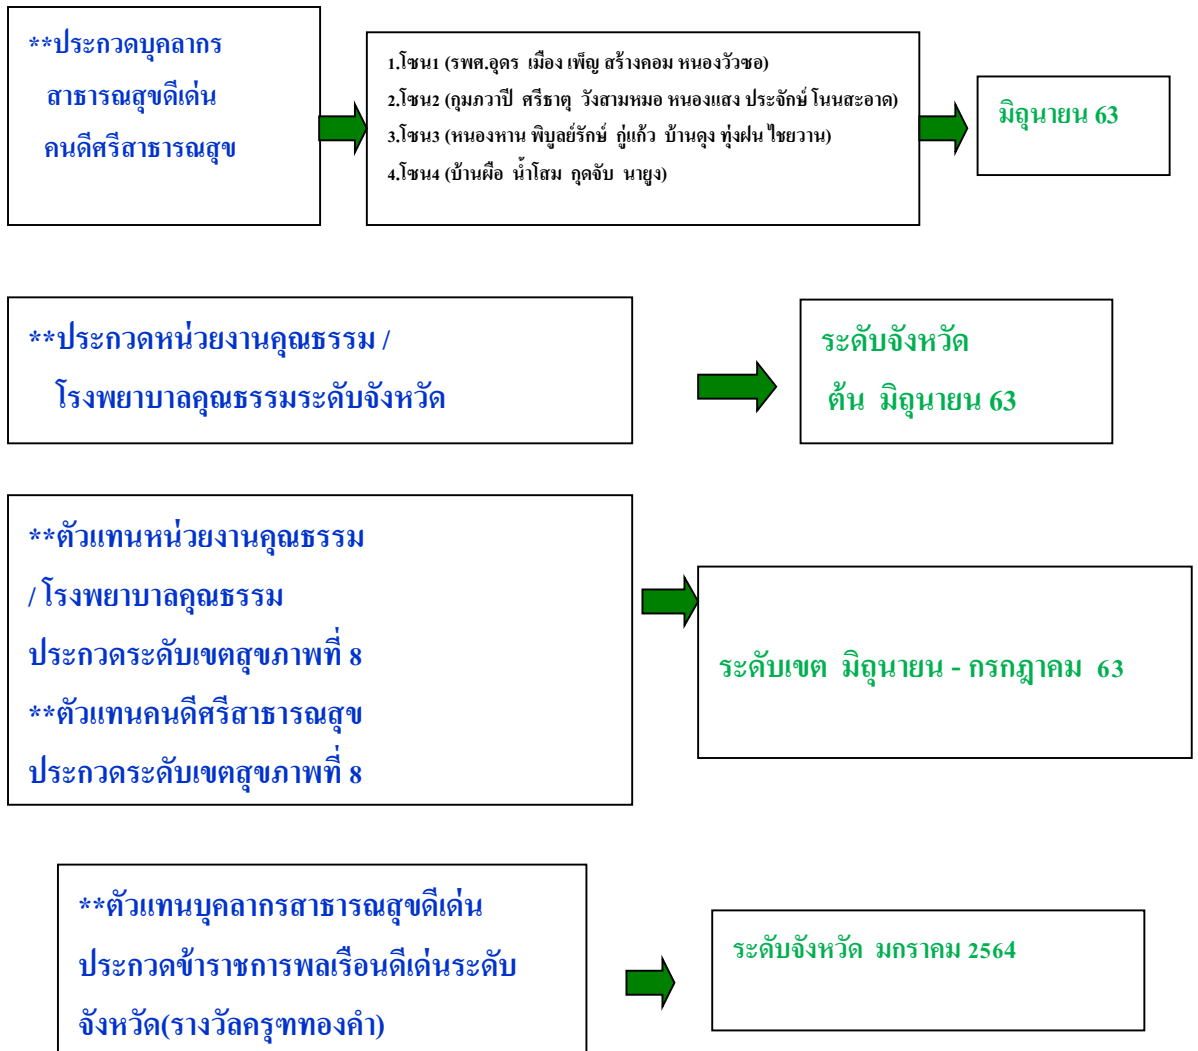 **ประกวดบุคลากร
สาธารณสุขดีเด่น
คนดีศรีสาธารณสุข
1.โซน1 (รพศ.อุดร เมือง เพ็ญ สร้างคอม หนองวัวซอ)
2.โซน2 (กุมภวาปี ศรีธาตุ วังสามหมอ หนองแสง ประจักษ์ โนนสะอาด)
3.โซน3 (หนองหาน พิบูลย์รักษ์ กู่แก้ว บ้านดุง ทุ่งฝน ไชยวาน)
4.โซน4 (บ้านผือ น้ำโสม กุดจับ นายูง)
มิถุนายน 63
**ประกวดหน่วยงานคุณธรรม /
โรงพยาบาลคุณธรรมระดับจังหวัด
ระดับจังหวัด
ต้น มิถุนายน 63
**ตัวแทนหน่วยงานคุณธรรม
/ โรงพยาบาลคุณธรรม
ประกวดระดับเขตสุขภาพที่ 8
**ตัวแทนคนดีศรีสาธารณสุข
ประกวดระดับเขตสุขภาพที่ 8
ระดับเขต มิถุนายน - กรกฎาคม 63
**ตัวแทนบุคลากรสาธารณสุขดีเด่น
ประกวดข้าราชการพลเรือนดีเด่นระดับ
จังหวัด(รางวัลครุฑทองคำ)
ระดับจังหวัด มกราคม 2564